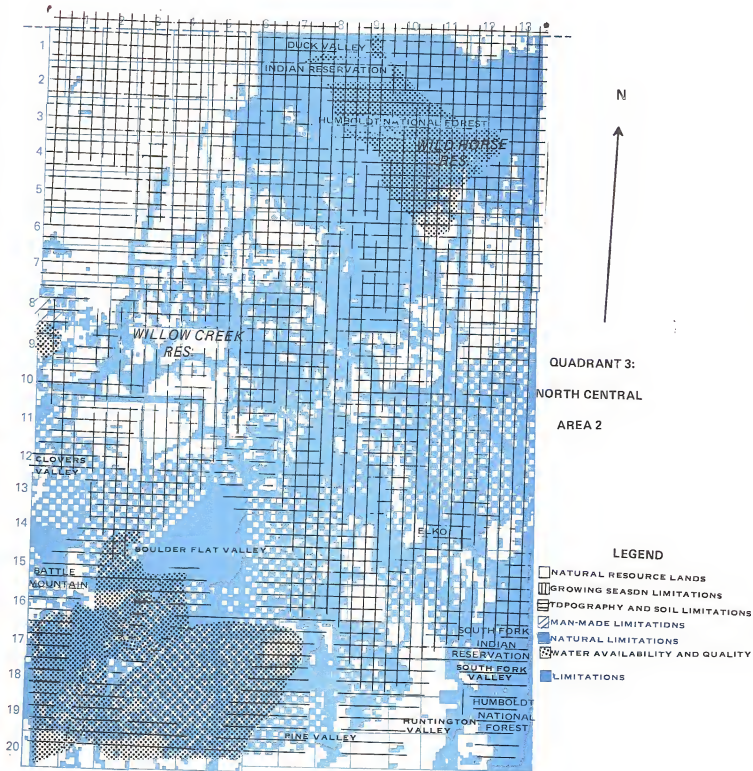 1 2 3 4 5 6 7 8 9 10 11 12 13
1
2
3
4
5
6
7
8
9
10
11
12
13
14
15
16
17
18
19
20
DUCK VALLEY
INDIAN RESERVATION
HUMBOLDT NATIONAL FOREST
WILD HORSE
RES.
WILLOW CREEK
RES.
CLOVERS
VALLEY
ELKO
BOULDER FLAT VALLEY
BATTLE
MOUNTAIN
SOUTH FORK
INDIAN
RESERVATION
SOUTH FORK
VALLEY
HUMBOLDT
NATIONAL
FOREST
HUNTINGTON
VALLEY
PINE VALLEY
N
QUADRANT 3:
NORTH CENTRAL
AREA 2
LEGEND
NATURAL RESOURCE LANDS
GROWING SEASON LIMITATIONS
TOPOGRAPHY AND SOIL LIMITATIONS
MAN-MADE LIMITATIONS
NATURAL LIMITATIONS
WATER AVAILABILITY AND QUALITY
LIMITATIONS